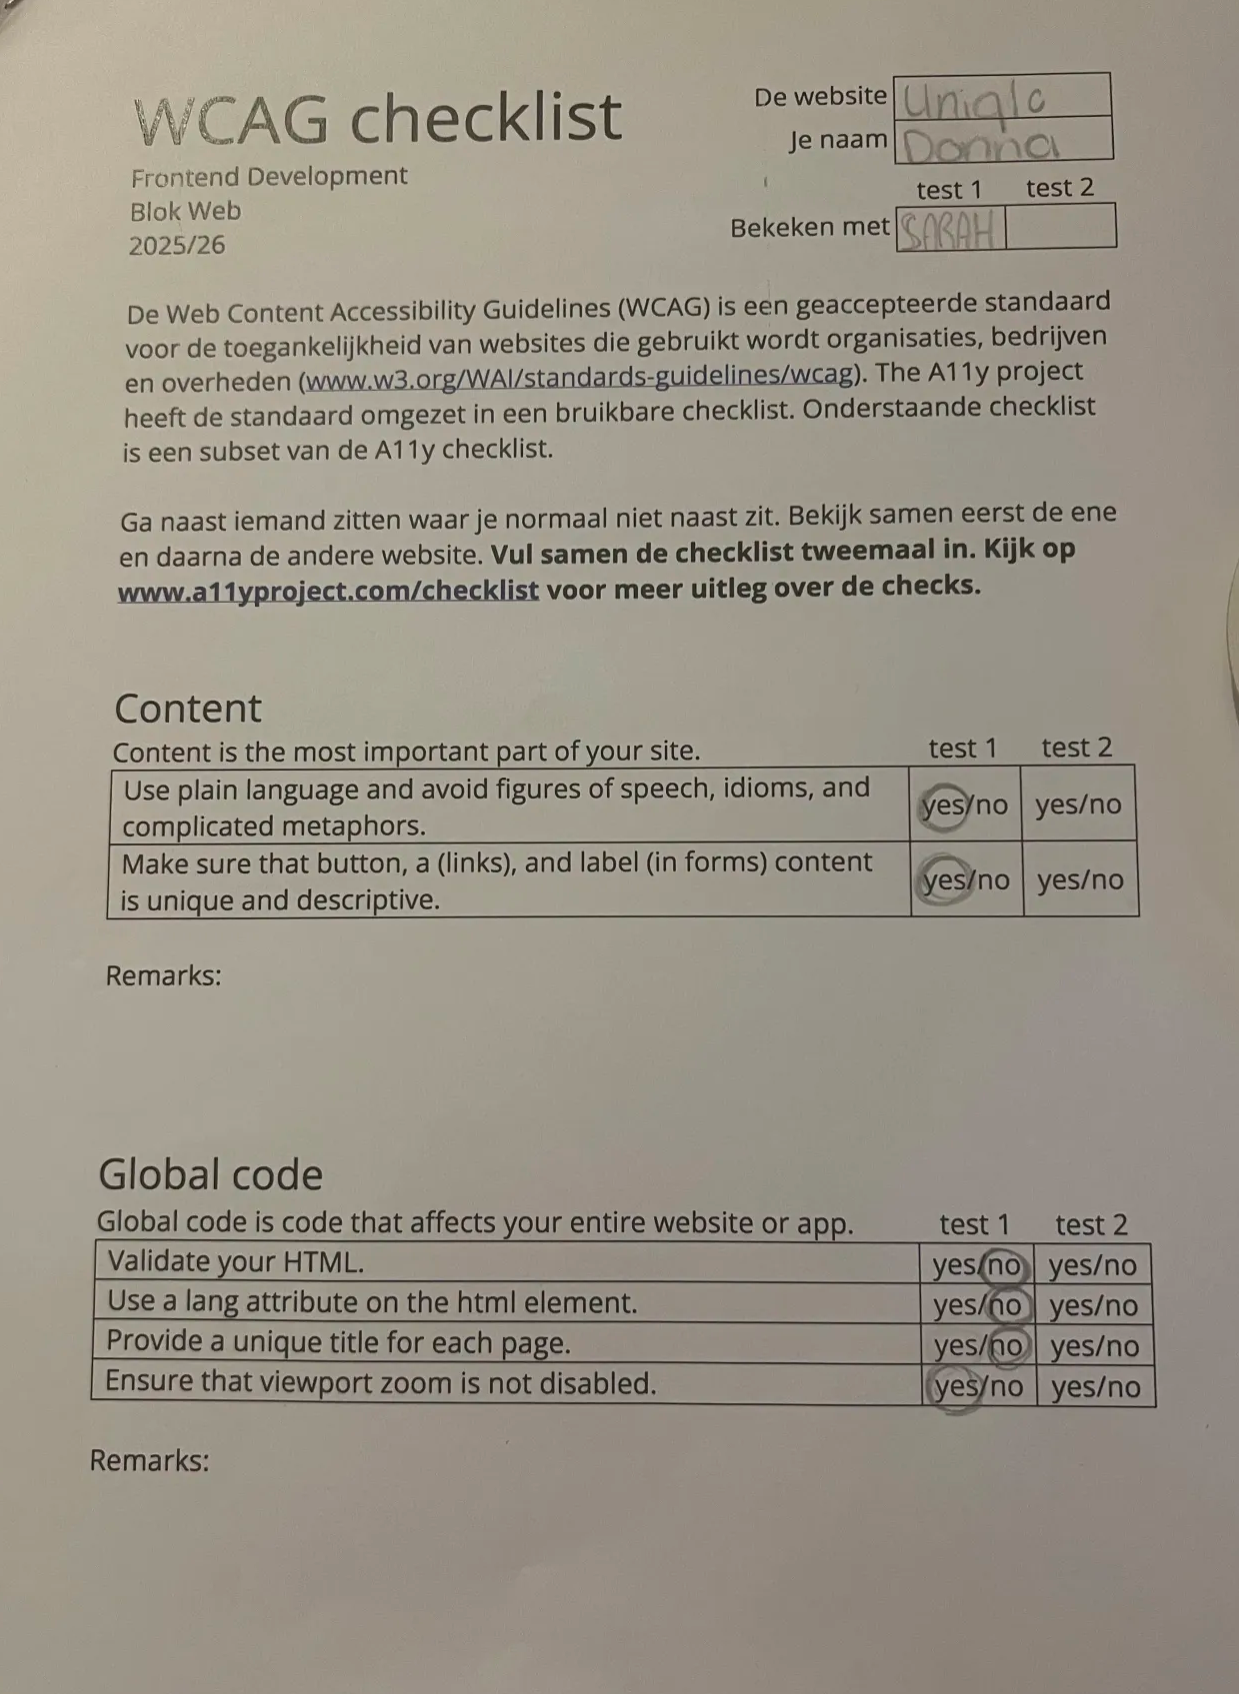 WCAG checklist
Frontend Development
Blok Web
2025/26
De website Uniqlo
Je naam Donna
test 1 test 2
Bekeken met SARAH
De Web Content Accessibility Guidelines (WCAG) is een geaccepteerde standaard
voor de toegankelijkheid van websites die gebruikt wordt organisaties, bedrijven
en overheden (www.w3.org/WAI/standards-guidelines/wcag). The A11y project
heeft de standaard omgezet in een bruikbare checklist. Onderstaande checklist
is een subset van de A11y checklist.
Ga naast iemand zitten waar je normaal niet naast zit. Bekijk samen eerst de ene
en daarna de andere website. Vul samen de checklist tweemaal in. Kijk op
www.a11yproject.com/checklist voor meer uitleg over de checks.
Content
Content is the most important part of your site. test 1 test 2
Use plain language and avoid figures of speech, idioms, and
complicated metaphors. yes/no yes/no
Make sure that button, a (links), and label (in forms) content
is unique and descriptive. yes/no yes/no
Remarks:
Global code
Global code is code that affects your entire website or app. test 1 test 2
Validate your HTML. yes/no yes/no
Use a lang attribute on the html element. yes/no yes/no
Provide a unique title for each page. yes/no yes/no
Ensure that viewport zoom is not disabled. yes/no yes/no
Remarks: